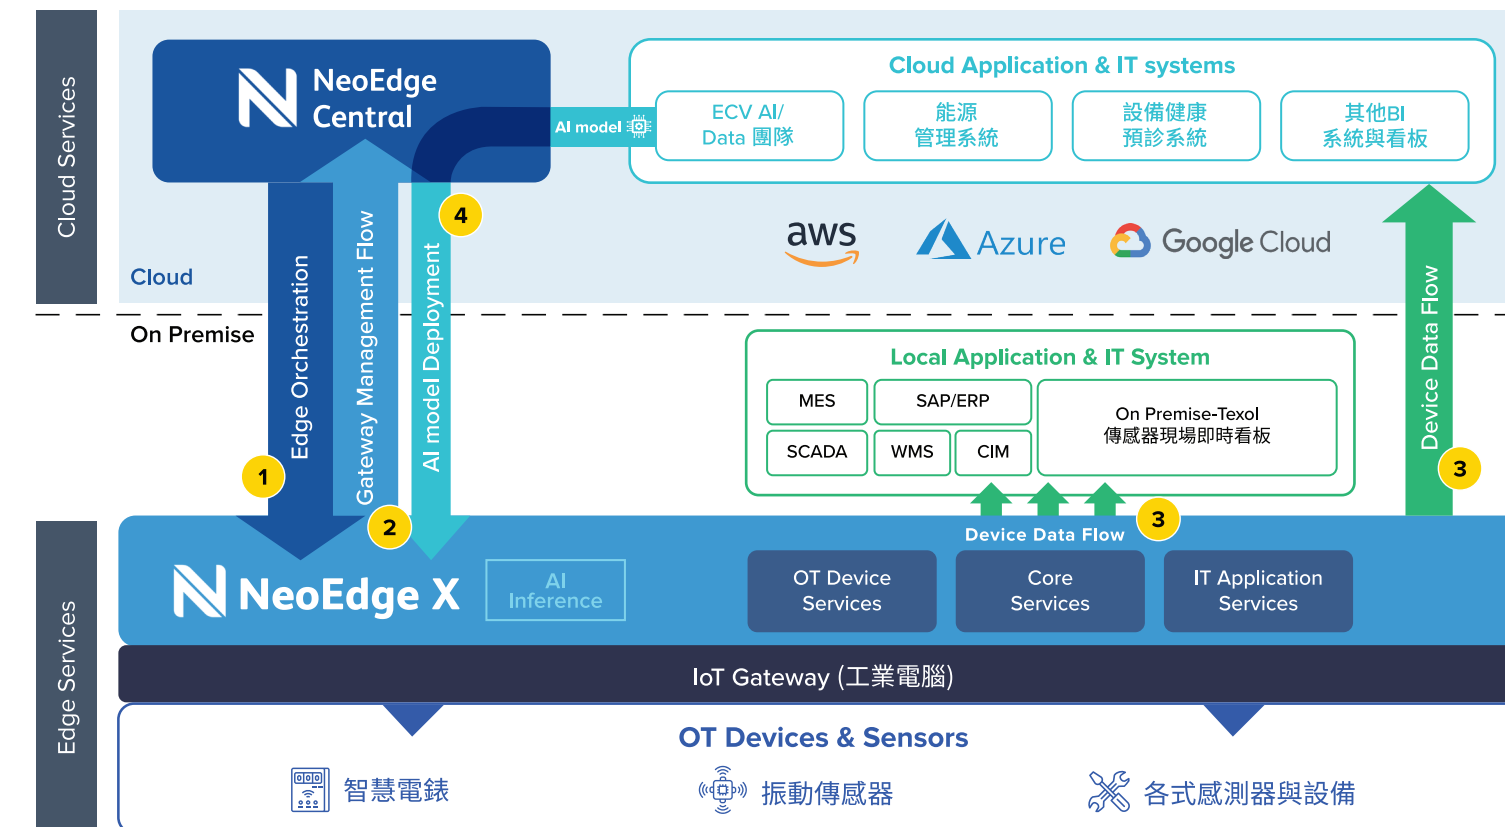 Cloud Services
NeoEdge
Central
Cloud Application & IT systems
AI model
ECV AI/
Data 團隊
能源
管理系統
設備健康
預診系統
其他BI
系統與看板
4
aws
Azure
Google Cloud
Cloud
On Premise
Edge Orchestration
Gateway Management Flow
AI model Deployment
Device Data Flow
Local Application & IT System
MES
SAP/ERP
SCADA
WMS
CIM
On Premise-Texol
傳感器現場即時看板
1
2
3
3
Device Data Flow
Edge Services
NeoEdge X
AI
Inference
OT Device
Services
Core
Services
IT Application
Services
IoT Gateway (工業電腦)
OT Devices & Sensors
智慧電錶
振動傳感器
各式感測器與設備